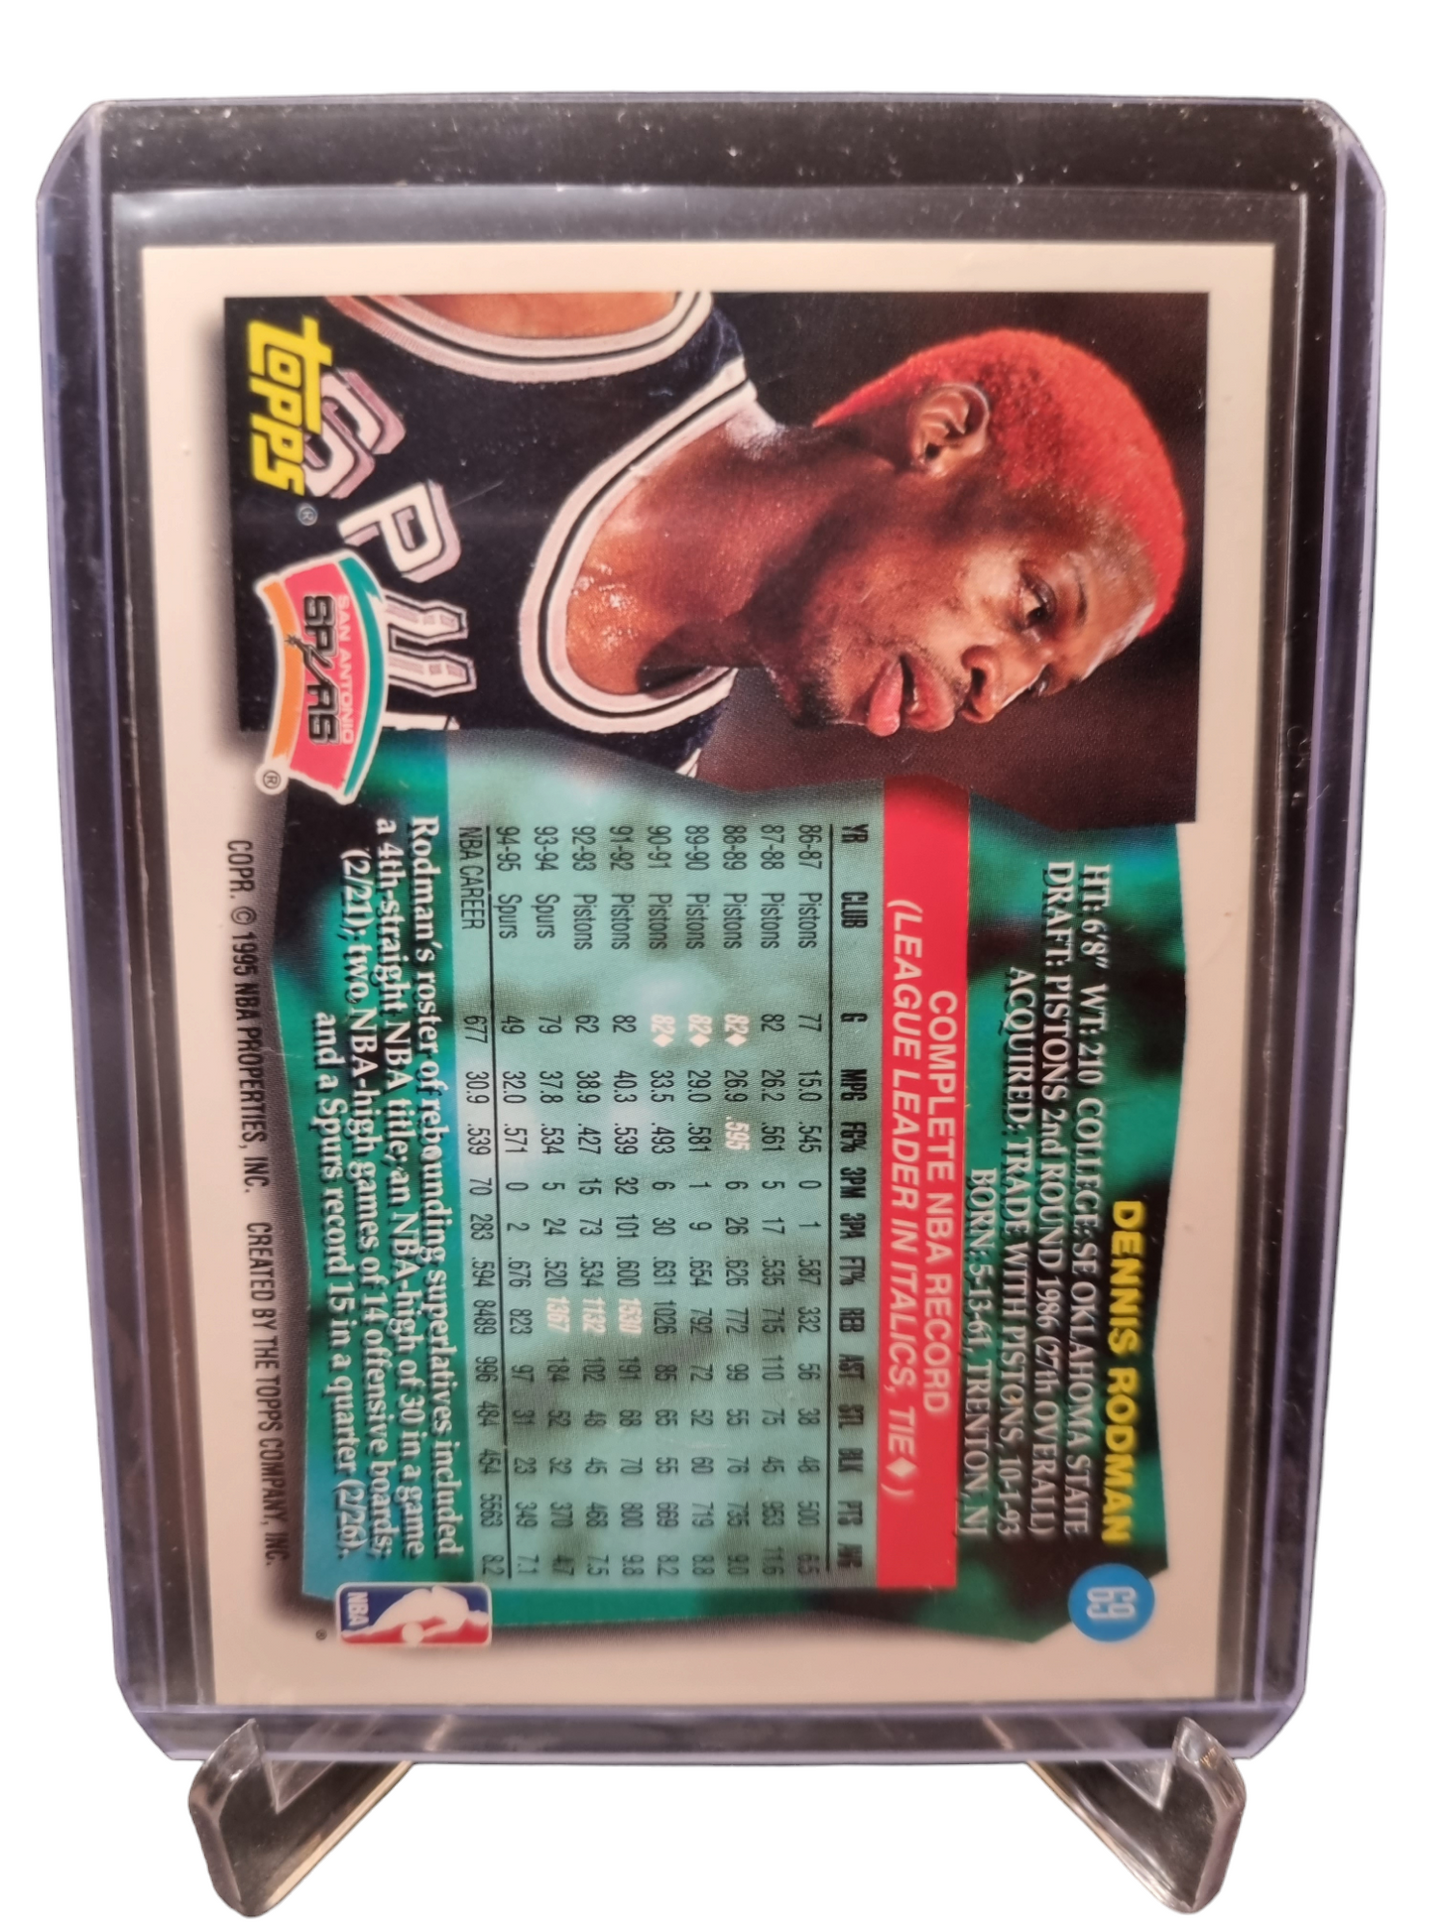 DENNIS RODMAN
69
HT: 6'8" WT: 210 COLLEGE: SE OKLAHOMA STATE
DRAFT: PISTONS 2nd ROUND 1986 (27th OVERALL)
ACQUIRED: TRADE WITH PISTONS, 10-1-93
BORN: 5-13-61, TRENTON, NJ
COMPLETE NBA RECORD
(LEAGUE LEADER IN ITALICS, TIE♦)
YR CLUB G MPG FG% 3PM 3PA FT% REB AST STL BLK PTS AVG
86-87 Pistons 77 15.0 .545 0 1 .587 332 56 38 48 500 6.5
87-88 Pistons 82 26.2 .561 5 17 .535 715 110 75 45 953 11.6
88-89 Pistons 82♦ 26.9 .595 6 26 .626 772 99 55 76 735 9.0
89-90 Pistons 82♦ 29.0 .581 1 9 .654 792 72 52 60 719 8.8
90-91 Pistons 82♦ 33.5 .493 6 30 .631 1026 85 65 55 669 8.2
91-92 Pistons 82 40.3 .539 32 101 .600 1530 191 68 70 800 9.8
92-93 Pistons 62 38.9 .427 15 73 .534 1132 102 48 45 468 7.5
93-94 Spurs 79 37.8 .534 5 24 .520 1367 184 52 32 370 4.7
94-95 Spurs 49 32.0 .571 0 2 .676 823 97 31 23 349 7.1
NBA CAREER 677 30.9 .539 70 283 .594 8489 996 484 454 5563 8.2
Rodman's roster of rebounding superlatives included
a 4th-straight NBA title; an NBA-high of 30 in a game
(2/21); two NBA-high games of 14 offensive boards;
and a Spurs record 15 in a quarter (2/26).
SPU
TOPPS®
SAN ANTONIO
SPURS
®
NBA
®
COPR. © 1995 NBA PROPERTIES, INC. CREATED BY THE TOPPS COMPANY, INC.